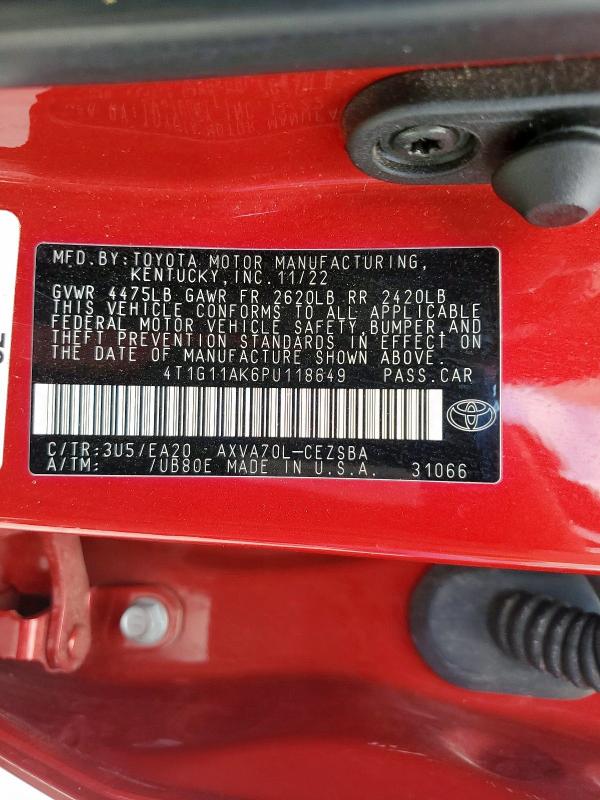 MFD.BY:TOYOTA MOTOR MANUFACTURING,
KENTUCKY, INC. 11/22
GVWR 4475LB GAWR FR 2620LB RR 2420LB
THIS VEHICLE CONFORMS TO ALL APPLICABLE
FEDERAL MOTOR VEHICLE SAFETY, BUMPER AND
THEFT PREVENTION STANDARDS IN EFFECT ON
THE DATE OF MANUFACTURE SHOWN ABOVE.
4T1G11AK6PU118649 PASS.CAR
C/TR:3U5/EA20 AXVA70L-CEZSBA
A/TM: /UB80E MADE IN U.S.A. 31066